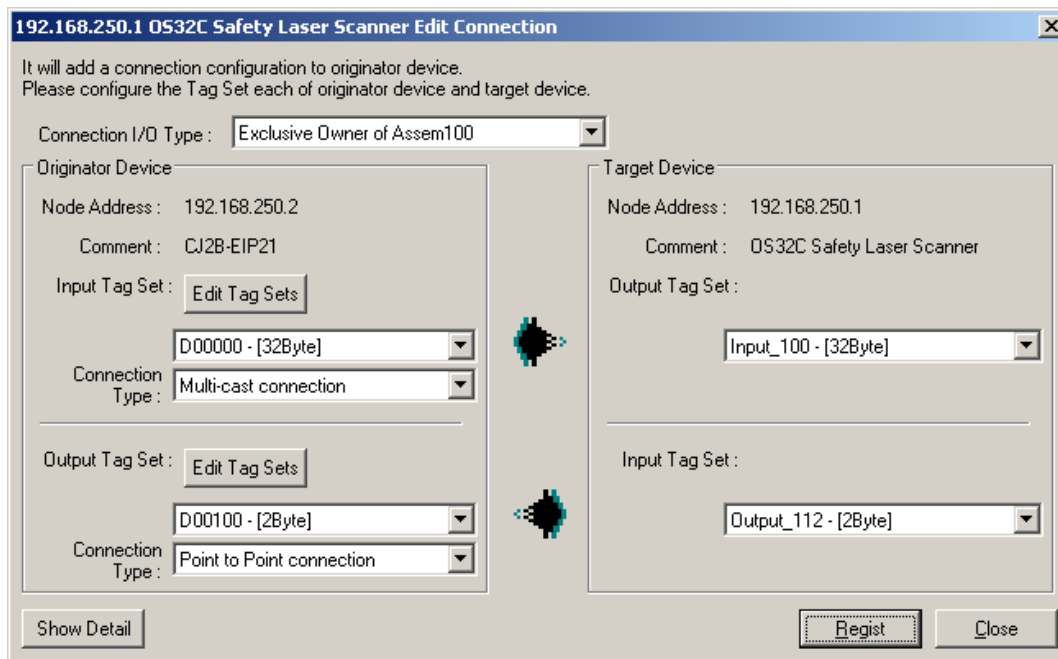 192.168.250.1 OS32C Safety Laser Scanner Edit Connection
It will add a connection configuration to originator device.
Please configure the Tag Set each of originator device and target device.
Connection I/O Type : Exclusive Owner of Assem100
Originator Device
Node Address : 192.168.250.2
Comment : CJ2B-EIP21
Input Tag Set : Edit Tag Sets
D00000 - [32Byte]
Connection Type : Multi-cast connection
Output Tag Set : Edit Tag Sets
D00100 - [2Byte]
Connection Type : Point to Point connection
Target Device
Node Address : 192.168.250.1
Comment : OS32C Safety Laser Scanner
Output Tag Set :
Input_100 - [32Byte]
Input Tag Set :
Output_112 - [2Byte]
Show Detail
Regist
Close